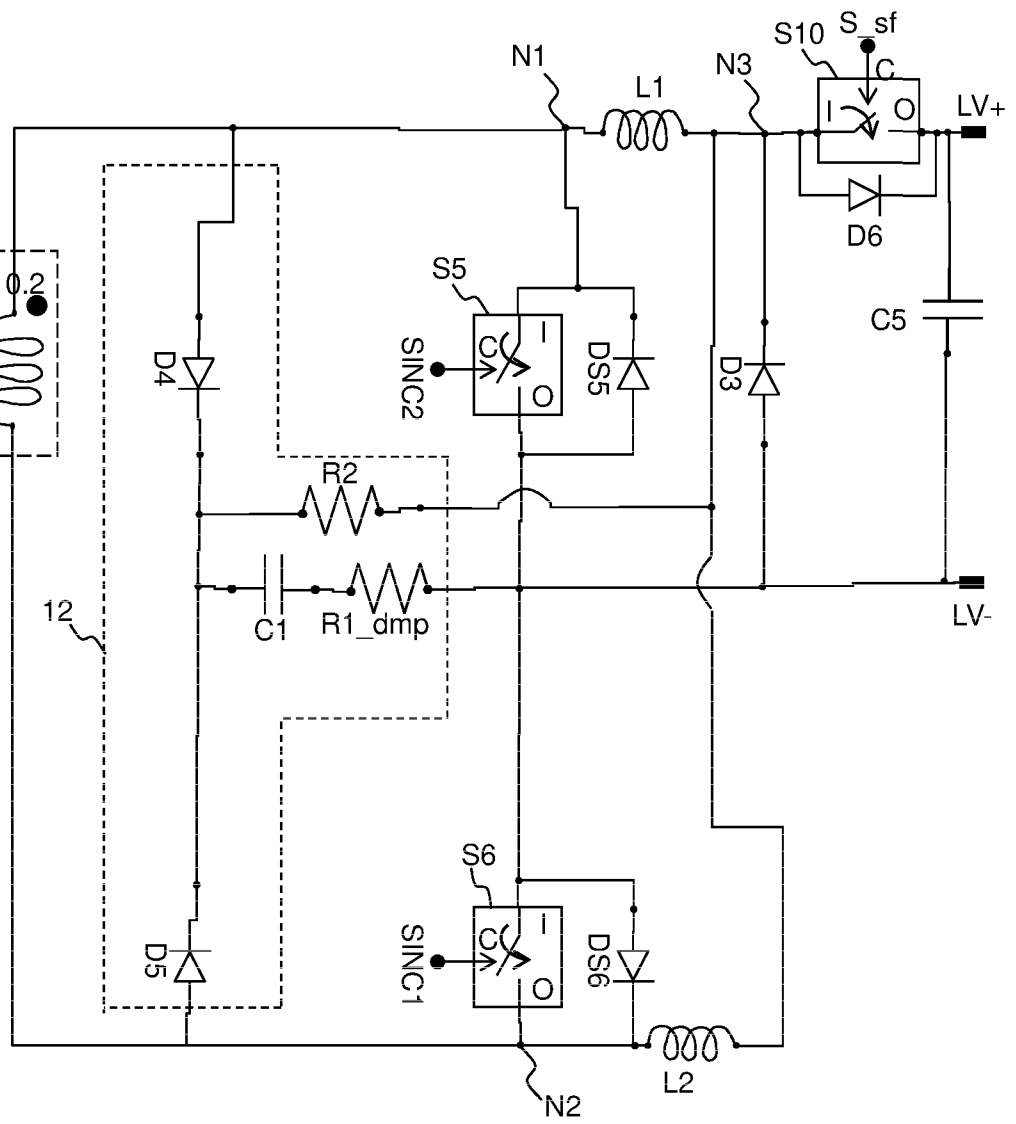 S_sf
S10
N1
N3
L1
C
I
O
LV+
D6
0.2
S5
C5
I
C
O
SINC2
DS5
D3
D4
R2
12
C1
R1_dmp
LV-
S6
I
C
O
SINC1
DS6
D5
L2
N2